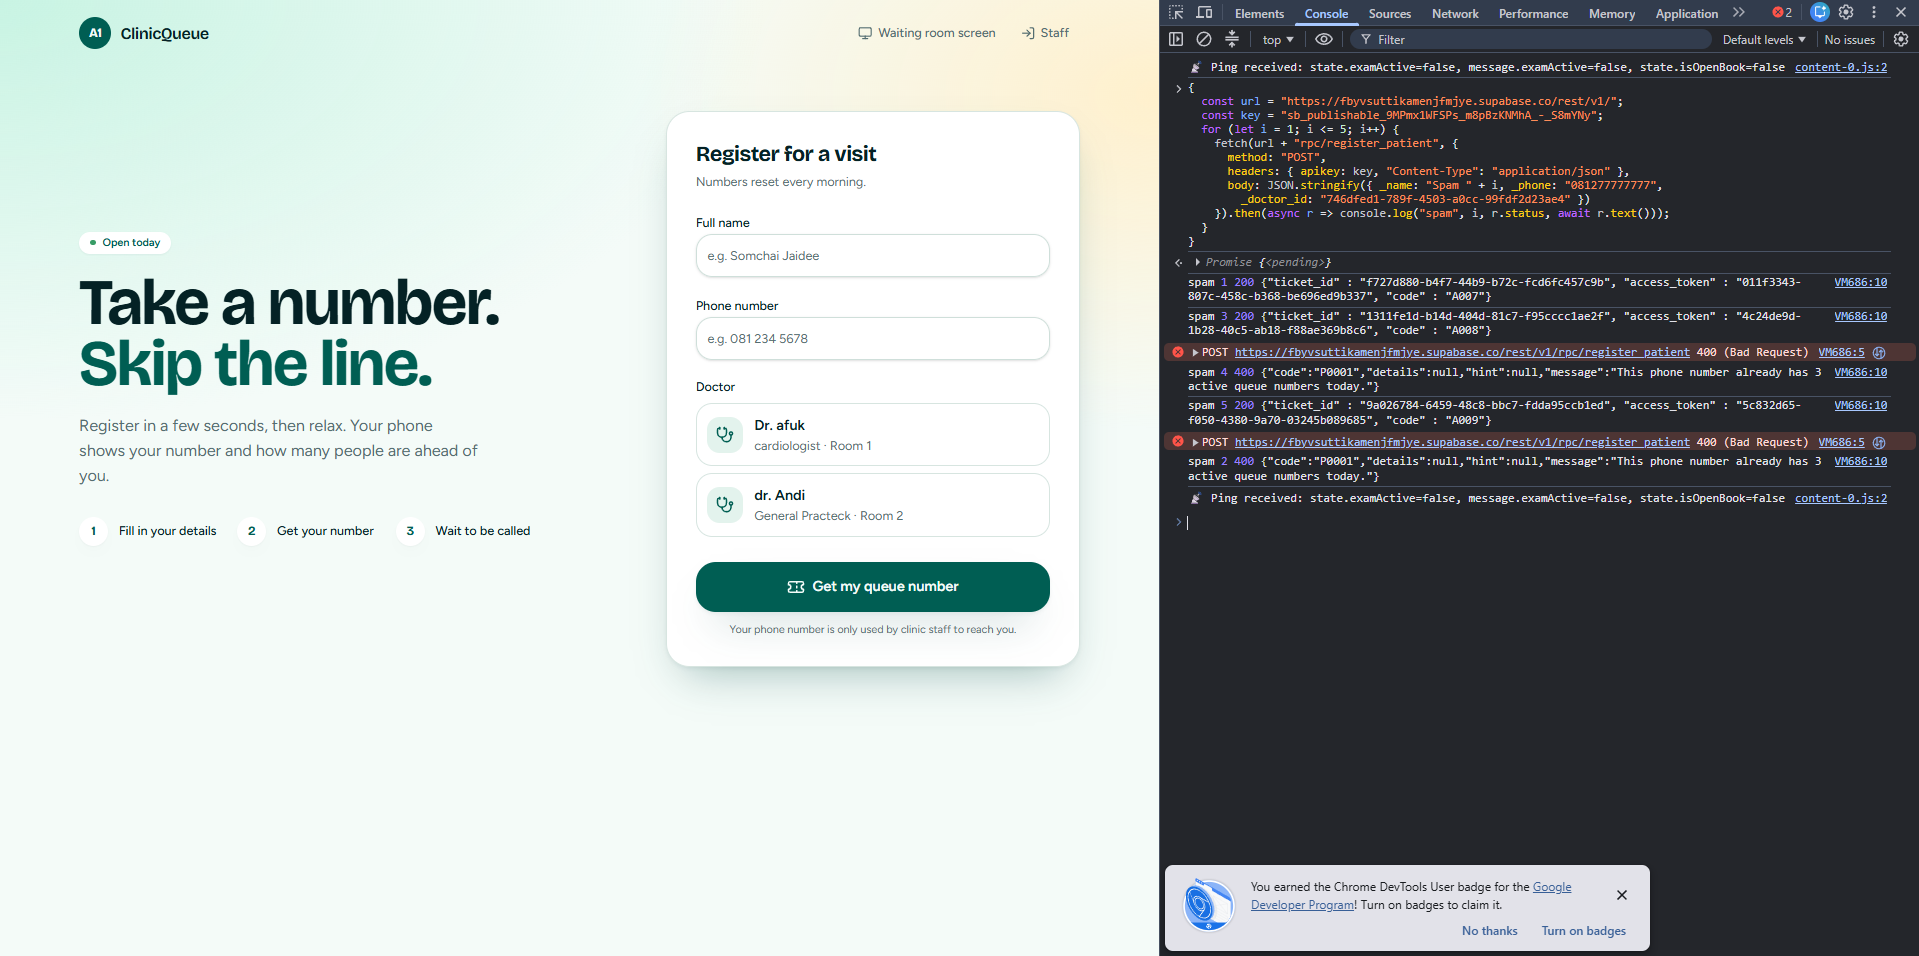 A1 ClinicQueue
Waiting room screen
Staff
Open today
Take a number.
Skip the line.
Register in a few seconds, then relax. Your phone
shows your number and how many people are ahead of
you.
1 Fill in your details 2 Get your number 3 Wait to be called
Register for a visit
Numbers reset every morning.
Full name
e.g. Somchai Jaidee
Phone number
e.g. 081 234 5678
Doctor
Dr. afuk
cardiologist · Room 1
dr. Andi
General Practeck · Room 2
Get my queue number
Your phone number is only used by clinic staff to reach you.
Elements Console Sources Network Performance Memory Application 2
top Filter Default levels No issues
Ping received: state.examActive=false, message.examActive=false, state.isOpenBook=false content-0.js:2
{
const url = "https://fbyvsuttikamenjfmjye.supabase.co/rest/v1/";
const key = "sb_publishable_9MPmx1WFSPs_m8pBzKNMhA_-_S8mYNy";
for (let i = 1; i <= 5; i++) {
fetch(url + "rpc/register_patient", {
method: "POST",
headers: { apikey: key, "Content-Type": "application/json" },
body: JSON.stringify({ _name: "Spam " + i, _phone: "081277777777",
_doctor_id: "746dfed1-789f-4503-a0cc-99fdf2d23ae4" })
}).then(async r => console.log("spam", i, r.status, await r.text()));
}
}
Promise {<pending>}
spam 1 200 {"ticket_id" : "f727d880-b4f7-44b9-b72c-fcd6fc457c9b", "access_token" : "011f3343- VM686:10
807c-458c-b368-be696ed9b337", "code" : "A007"}
spam 3 200 {"ticket_id" : "1311fe1d-b14d-404d-81c7-f95cccc1ae2f", "access_token" : "4c24de9d- VM686:10
1b28-40c5-ab18-f88ae369b8c6", "code" : "A008"}
POST https://fbyvsuttikamenjfmjye.supabase.co/rest/v1/rpc/register_patient 400 (Bad Request) VM686:5
spam 4 400 {"code":"P0001","details":null,"hint":null,"message":"This phone number already has 3 VM686:10
active queue numbers today."}
spam 5 200 {"ticket_id" : "9a026784-6459-48c8-bbc7-fdda95ccb1ed", "access_token" : "5c832d65- VM686:10
f050-4380-9a70-03245b089685", "code" : "A009"}
POST https://fbyvsuttikamenjfmjye.supabase.co/rest/v1/rpc/register_patient 400 (Bad Request) VM686:5
spam 2 400 {"code":"P0001","details":null,"hint":null,"message":"This phone number already has 3 VM686:10
active queue numbers today."}
Ping received: state.examActive=false, message.examActive=false, state.isOpenBook=false content-0.js:2
You earned the Chrome DevTools User badge for the Google
Developer Program! Turn on badges to claim it.
No thanks Turn on badges